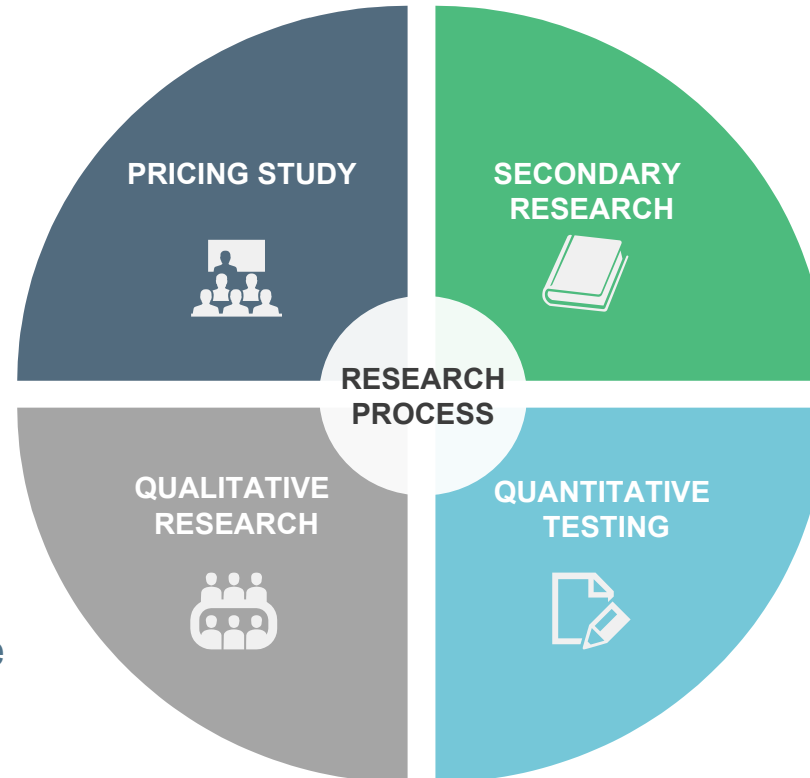 PRICING STUDY
SECONDARY
RESEARCH
RESEARCH
PROCESS
QUALITATIVE
RESEARCH
QUANTITATIVE
TESTING
e